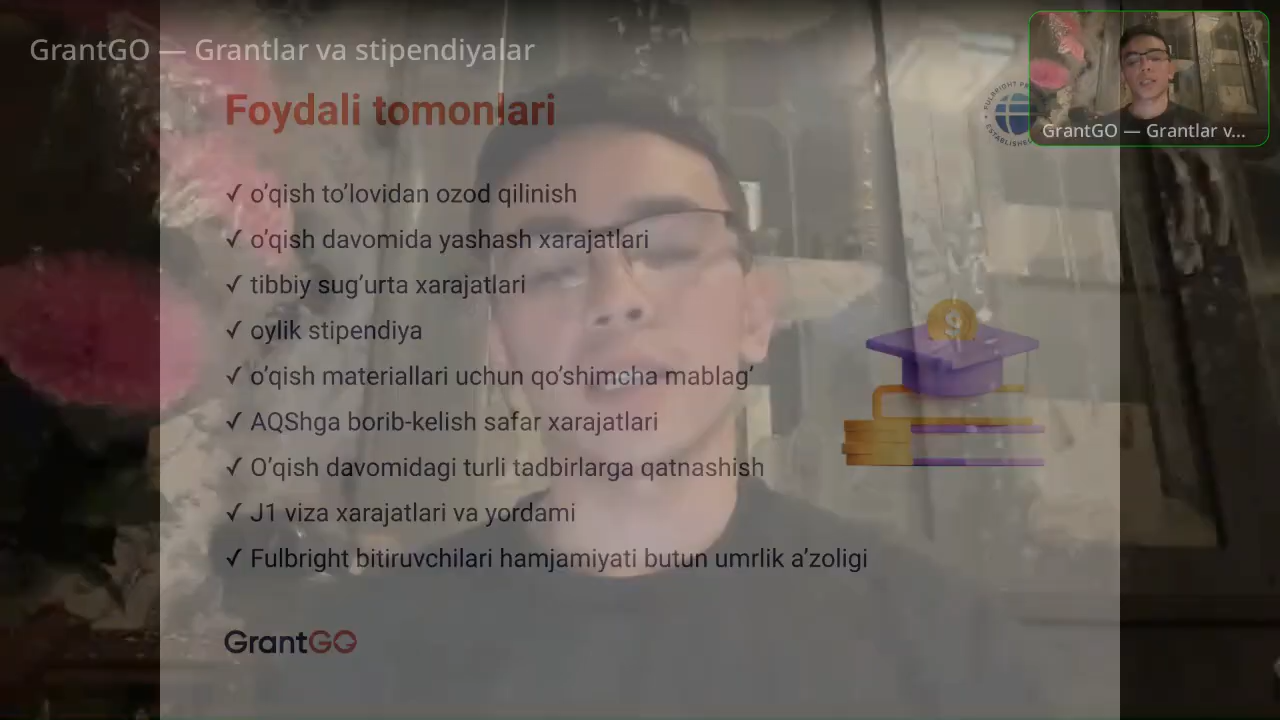 GrantGO — Grantlar va stipendiyalar
Foydali tomonlari
✓ o’qish to’lovidan ozod qilinish
✓ o’qish davomida yashash xarajatlari
✓ tibbiy sug’urta xarajatlari
✓ oylik stipendiya
✓ o’qish materiallari uchun qo’shimcha mablag’
✓ AQShga borib-kelish safar xarajatlari
✓ O’qish davomidagi turli tadbirlarga qatnashish
✓ J1 viza xarajatlari va yordami
✓ Fulbright bitiruvchilari hamjamiyati butun umrlik a’zoligi
GrantGO
FULBRIGHT
ESTABLISHED
GrantGO — Grantlar v...